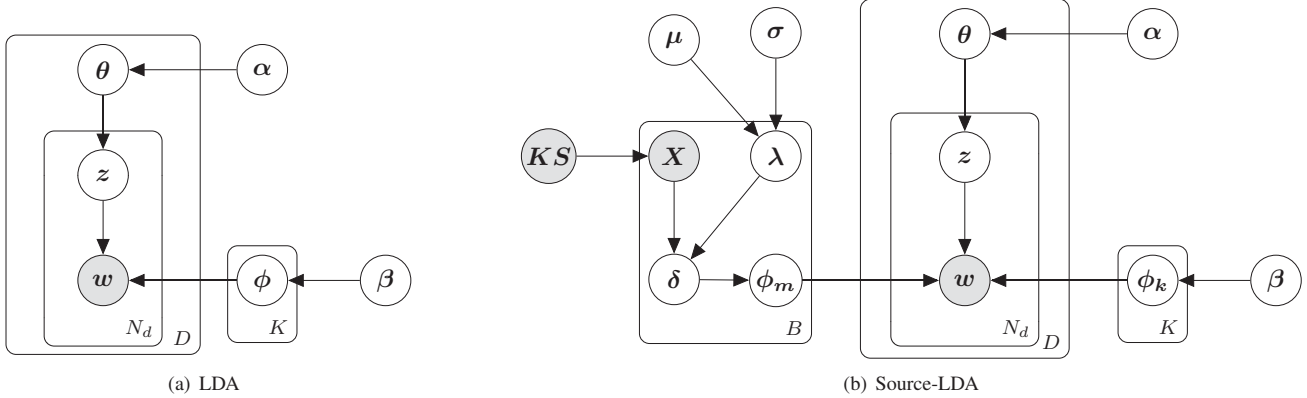 θ α
z
w ϕ β
N_d D K
(a) LDA
μ σ θ α
KS X λ z
δ ϕ_m w ϕ_k β
B N_d D K
(b) Source-LDA